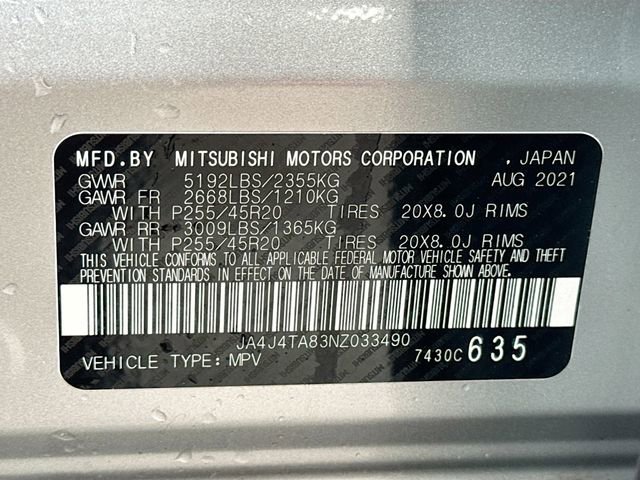 MFD.BY MITSUBISHI MOTORS CORPORATION , JAPAN
GVWR 5192LBS/2355KG AUG 2021
GAWR FR 2668LBS/1210KG
WITH P255/45R20 TIRES 20X8.0J RIMS
GAWR RR 3009LBS/1365KG
WITH P255/45R20 TIRES 20X8.0J RIMS
THIS VEHICLE CONFORMS TO ALL APPLICABLE FEDERAL MOTOR VEHICLE SAFETY AND THEFT
PREVENTION STANDARDS IN EFFECT ON THE DATE OF MANUFACTURE SHOWN ABOVE.
JA4J4TA83NZ033490
VEHICLE TYPE: MPV 7430C 635